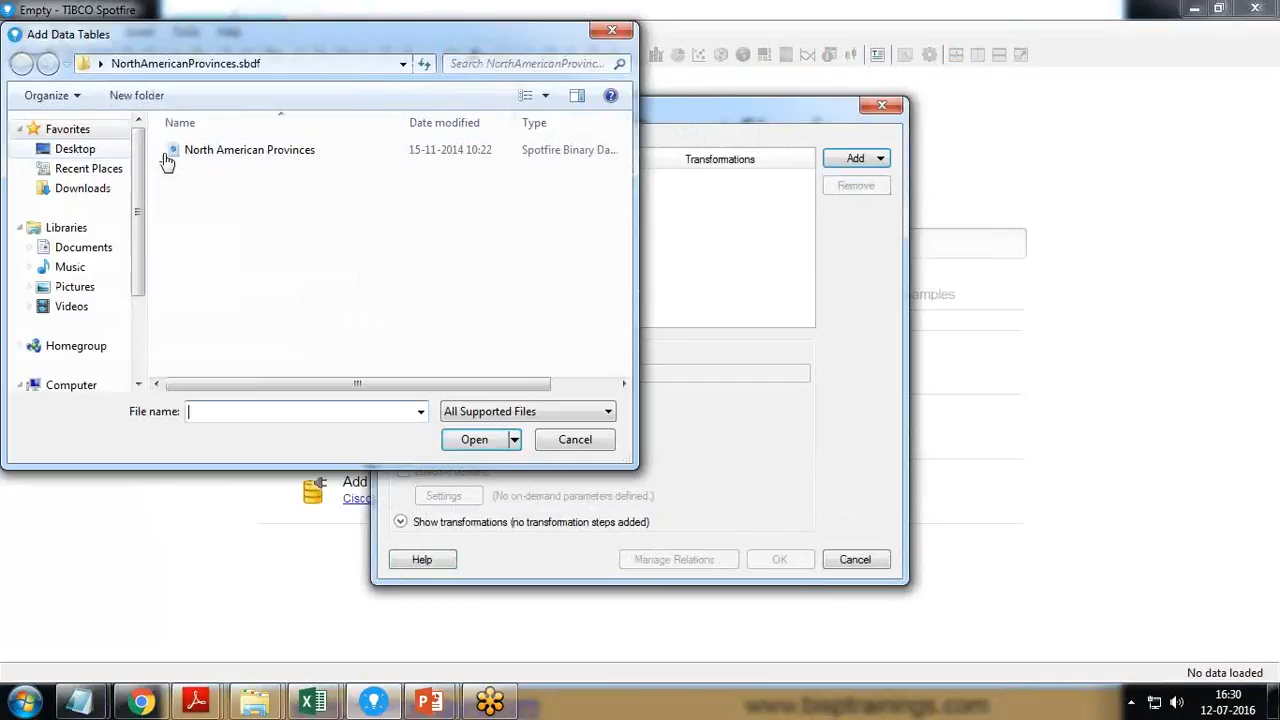 Empty - TIBCO Spotfire
Add Data Tables
NorthAmericanProvinces.sbdf
Search NorthAmericanProvinc...
Organize
New folder
Name
Date modified
Type
Favorites
North American Provinces
15-11-2014 10:22
Spotfire Binary Da...
Desktop
Recent Places
Downloads
Libraries
Documents
Music
Pictures
Videos
Homegroup
Computer
File name:
All Supported Files
Open
Cancel
Transformations
Add
Remove
amples
Add
Cisco
Settings
(No on-demand parameters defined.)
Show transformations (no transformation steps added)
Help
Manage Relations...
OK
Cancel
No data loaded
www.bisptrainings.com
16:30
12-07-2016